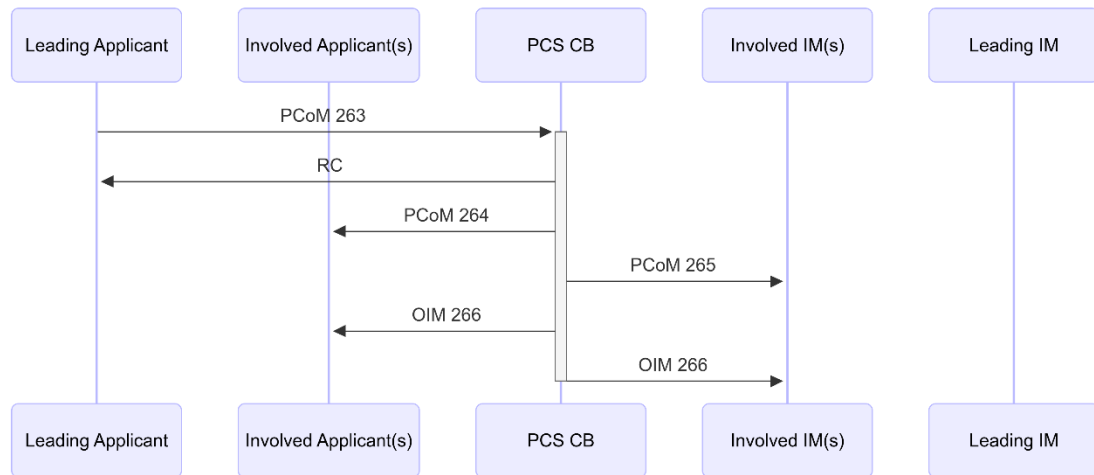 Leading Applicant
Involved Applicant(s)
PCS CB
Involved IM(s)
Leading IM
PCoM 263
RC
PCoM 264
PCoM 265
OIM 266
OIM 266
Leading Applicant
Involved Applicant(s)
PCS CB
Involved IM(s)
Leading IM